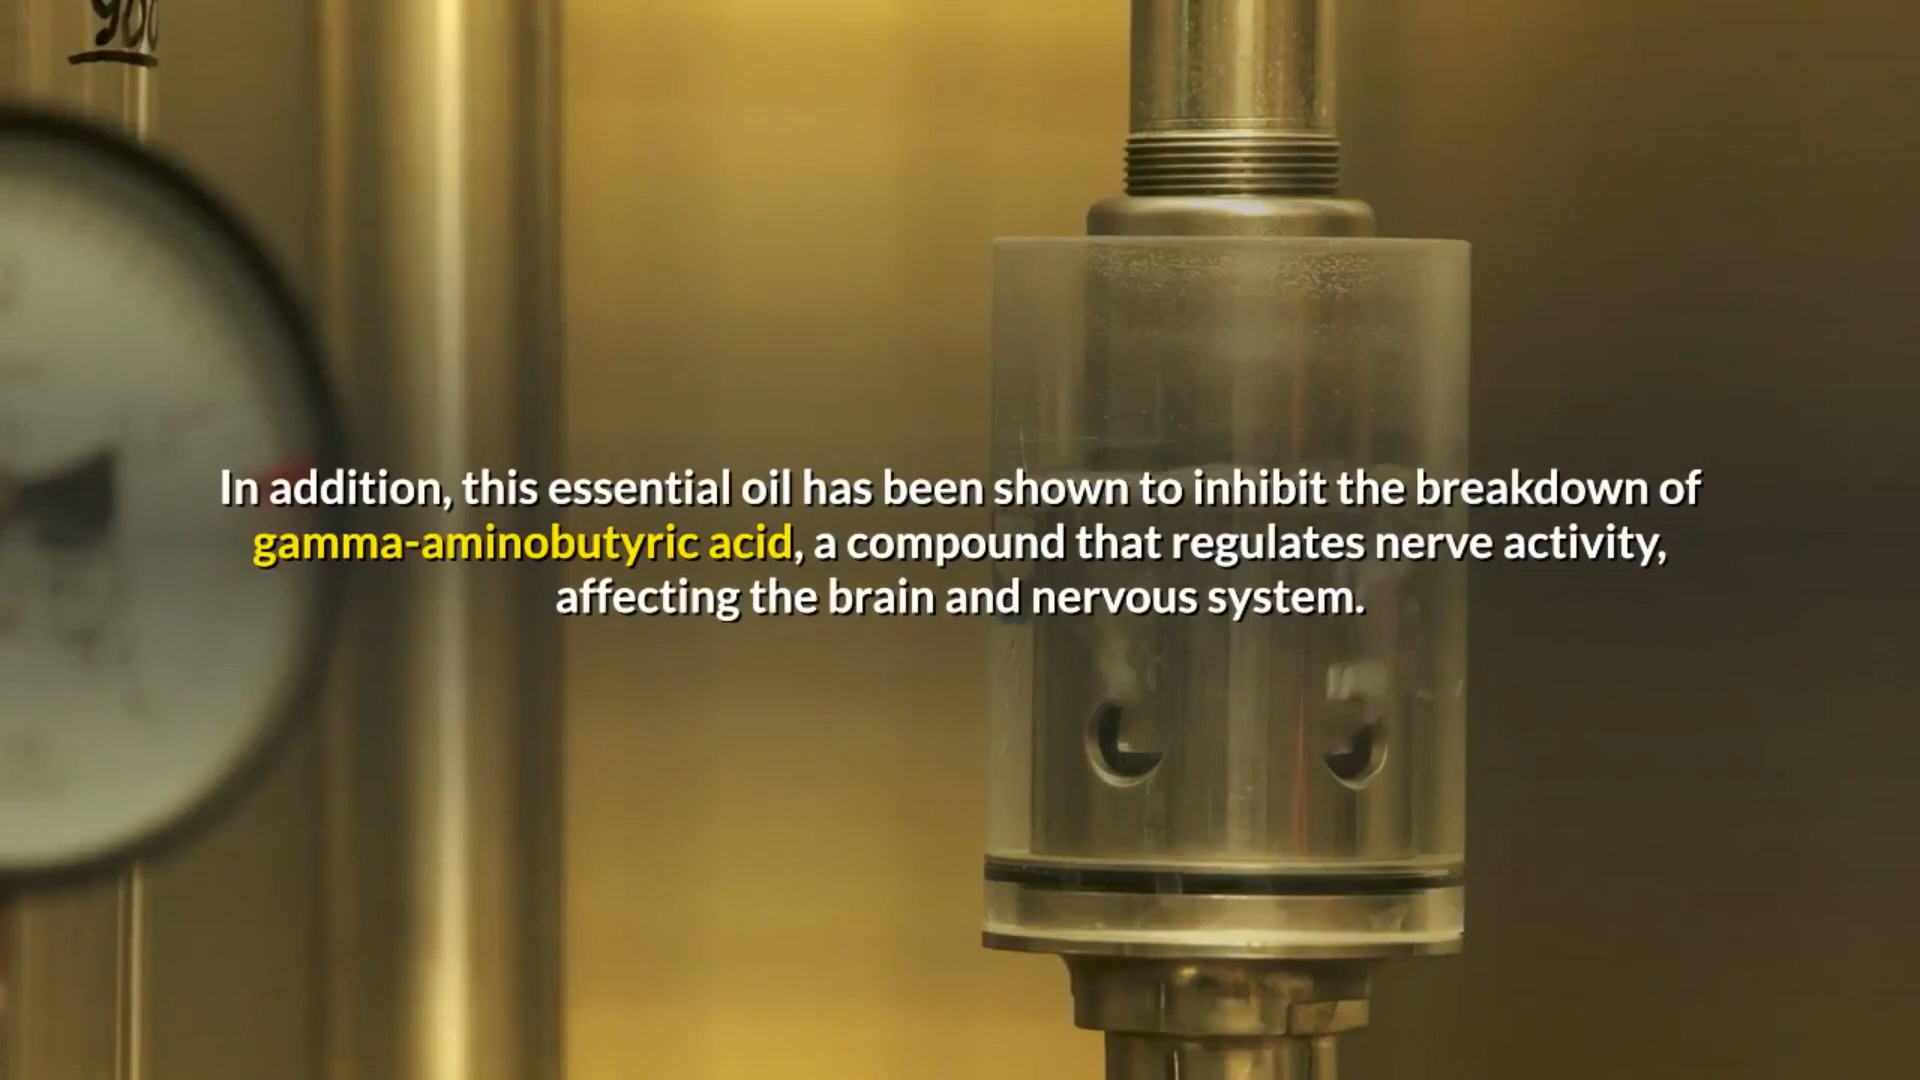 900
In addition, this essential oil has been shown to inhibit the breakdown of
gamma-aminobutyric acid, a compound that regulates nerve activity,
affecting the brain and nervous system.